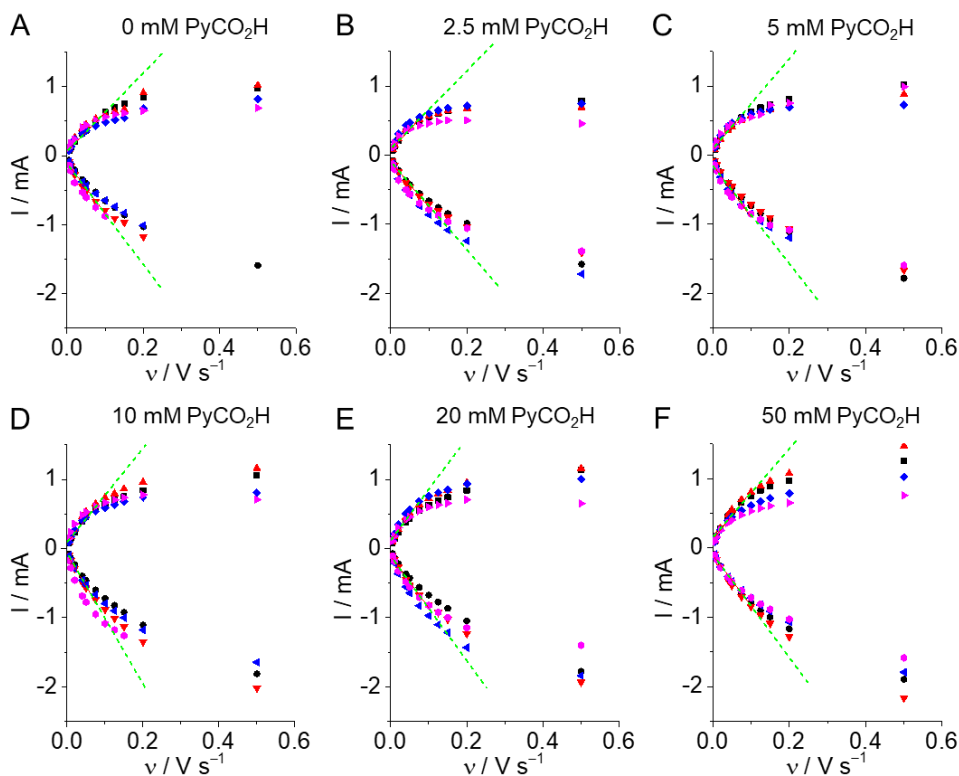 A 0 mM PyCO₂H
B 2.5 mM PyCO₂H
C 5 mM PyCO₂H
I / mA
1
0
-1
-2
0.0 0.2 0.4 0.6
ν / V s⁻¹
I / mA
1
0
-1
-2
0.0 0.2 0.4 0.6
ν / V s⁻¹
I / mA
1
0
-1
-2
0.0 0.2 0.4 0.6
ν / V s⁻¹
D 10 mM PyCO₂H
E 20 mM PyCO₂H
F 50 mM PyCO₂H
I / mA
1
0
-1
-2
0.0 0.2 0.4 0.6
ν / V s⁻¹
I / mA
1
0
-1
-2
0.0 0.2 0.4 0.6
ν / V s⁻¹
I / mA
1
0
-1
-2
0.0 0.2 0.4 0.6
ν / V s⁻¹